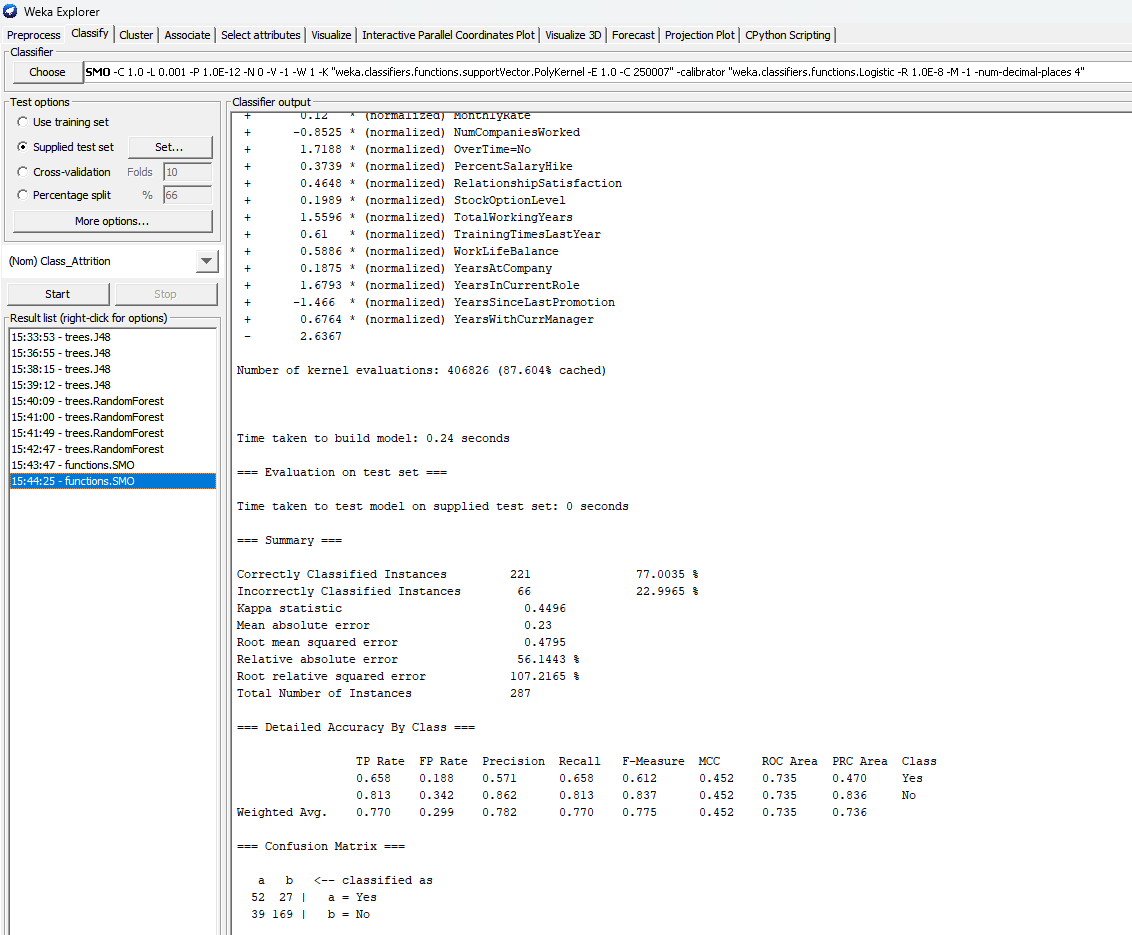 Weka Explorer
Preprocess Classify Cluster Associate Select attributes Visualize Interactive Parallel Coordinates Plot Visualize 3D Forecast Projection Plot CPython Scripting
Classifier
Choose SMO -C 1.0 -L 0.001 -P 1.0E-12 -N 0 -V -1 -W 1 -K "weka.classifiers.functions.supportVector.PolyKernel -E 1.0 -C 250007" -calibrator "weka.classifiers.functions.Logistic -R 1.0E-8 -M -1 -num-decimal-places 4"
Test options
Use training set
Supplied test set Set...
Cross-validation Folds 10
Percentage split % 66
More options...
(Nom) Class_Attrition
Start Stop
Result list (right-click for options)
15:33:53 - trees.J48
15:36:55 - trees.J48
15:38:15 - trees.J48
15:39:12 - trees.J48
15:40:09 - trees.RandomForest
15:41:00 - trees.RandomForest
15:41:49 - trees.RandomForest
15:42:47 - trees.RandomForest
15:43:47 - functions.SMO
15:44:25 - functions.SMO
Classifier output
+ 0.12 * (normalized) MonthlyRate
+ -0.8525 * (normalized) NumCompaniesWorked
+ 1.7188 * (normalized) OverTime=No
+ 0.3739 * (normalized) PercentSalaryHike
+ 0.4648 * (normalized) RelationshipSatisfaction
+ 0.1989 * (normalized) StockOptionLevel
+ 1.5596 * (normalized) TotalWorkingYears
+ 0.61 * (normalized) TrainingTimesLastYear
+ 0.5886 * (normalized) WorkLifeBalance
+ 0.1875 * (normalized) YearsAtCompany
+ 1.6793 * (normalized) YearsInCurrentRole
+ -1.466 * (normalized) YearsSinceLastPromotion
+ 0.6764 * (normalized) YearsWithCurrManager
- 2.6367
Number of kernel evaluations: 406826 (87.604% cached)
Time taken to build model: 0.24 seconds
=== Evaluation on test set ===
Time taken to test model on supplied test set: 0 seconds
=== Summary ===
Correctly Classified Instances 221 77.0035 %
Incorrectly Classified Instances 66 22.9965 %
Kappa statistic 0.4496
Mean absolute error 0.23
Root mean squared error 0.4795
Relative absolute error 56.1443 %
Root relative squared error 107.2165 %
Total Number of Instances 287
=== Detailed Accuracy By Class ===
TP Rate FP Rate Precision Recall F-Measure MCC ROC Area PRC Area Class
0.658 0.188 0.571 0.658 0.612 0.452 0.735 0.470 Yes
0.813 0.342 0.862 0.813 0.837 0.452 0.735 0.836 No
Weighted Avg. 0.770 0.299 0.782 0.770 0.775 0.452 0.735 0.736
=== Confusion Matrix ===
a b <-- classified as
52 27 | a = Yes
39 169 | b = No